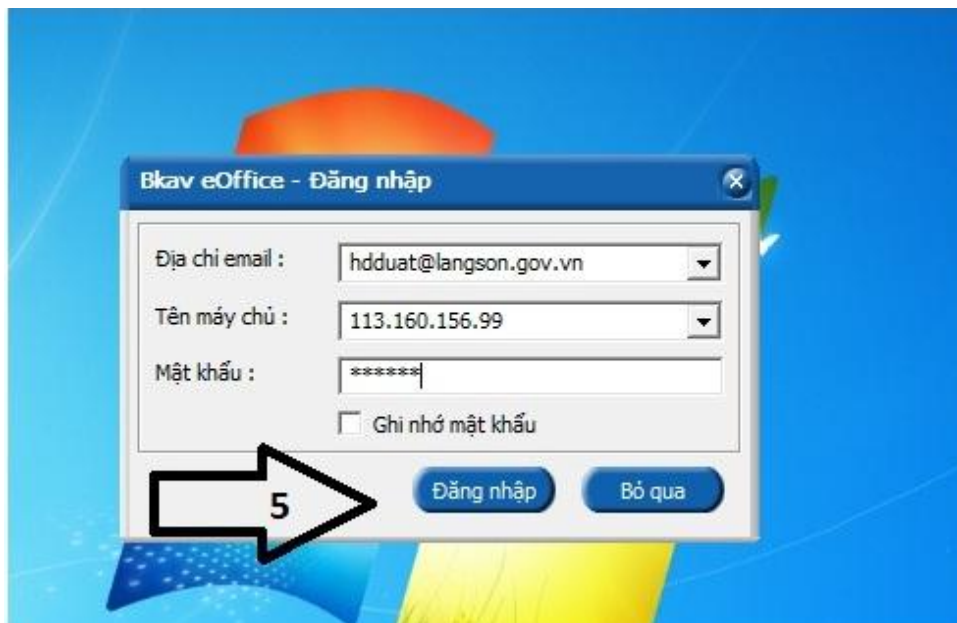 Bkav eOffice - Đăng nhập
Địa chỉ email : hdduat@langson.gov.vn
Tên máy chủ : 113.160.156.99
Mật khẩu : ******
Ghi nhớ mật khẩu
5 Đăng nhập Bỏ qua